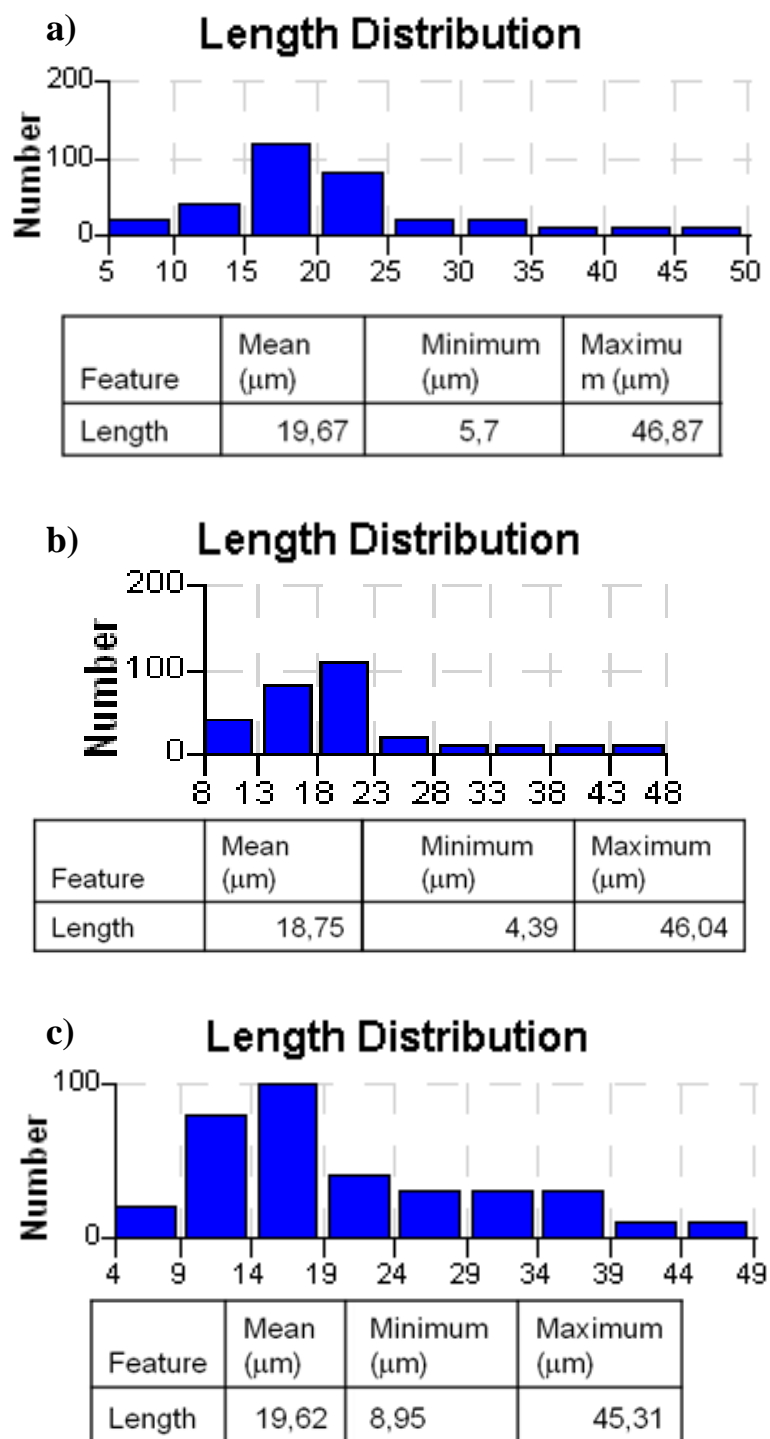 a) Length Distribution
Number
200
100
0
5 10 15 20 25 30 35 40 45 50
Feature Mean (μm) Minimum (μm) Maximu m (μm)
Length 19,67 5,7 46,87
b) Length Distribution
Number
200
100
0
8 13 18 23 28 33 38 43 48
Feature Mean (μm) Minimum (μm) Maximum (μm)
Length 18,75 4,39 46,04
c) Length Distribution
Number
100
0
4 9 14 19 24 29 34 39 44 49
Feature Mean (μm) Minimum (μm) Maximum (μm)
Length 19,62 8,95 45,31